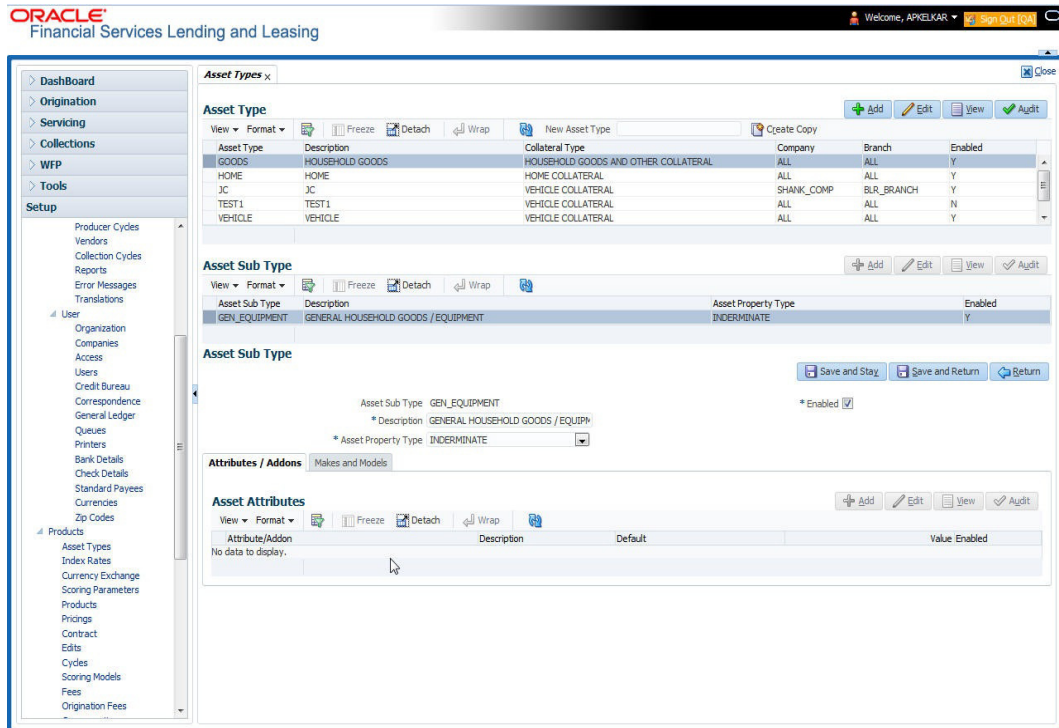 ORACLE
Financial Services Lending and Leasing
Welcome, APKELKAR
Sign Out [QA]
DashBoard
Origination
Servicing
Collections
WFP
Tools
Setup
Producer Cycles
Vendors
Collection Cycles
Reports
Error Messages
Translations
User
Organization
Companies
Access
Users
Credit Bureau
Correspondence
General Ledger
Queues
Printers
Bank Details
Check Details
Standard Payees
Currencies
Zip Codes
Products
Asset Types
Index Rates
Currency Exchange
Scoring Parameters
Products
Pricings
Contract
Edits
Cycles
Scoring Models
Fees
Origination Fees
Asset Types x
Close
Asset Type
Add Edit View Audit
View Format Freeze Detach Wrap New Asset Type Create Copy
Asset Type Description Collateral Type Company Branch Enabled
GOODS HOUSEHOLD GOODS HOUSEHOLD GOODS AND OTHER COLLATERAL ALL ALL Y
HOME HOME HOME COLLATERAL ALL ALL Y
JC JC VEHICLE COLLATERAL SHANK_COMP BLR_BRANCH Y
TEST1 TEST1 VEHICLE COLLATERAL ALL ALL N
VEHICLE VEHICLE VEHICLE COLLATERAL ALL ALL Y
Asset Sub Type
Add Edit View Audit
View Format Freeze Detach Wrap
Asset Sub Type Description Asset Property Type Enabled
GEN_EQUIPMENT GENERAL HOUSEHOLD GOODS / EQUIPMENT INDERMINATE Y
Asset Sub Type
Save and Stay Save and Return Return
Asset Sub Type GEN_EQUIPMENT
* Enabled
* Description GENERAL HOUSEHOLD GOODS / EQUIPM
* Asset Property Type INDERMINATE
Attributes / Addons Makes and Models
Asset Attributes
Add Edit View Audit
View Format Freeze Detach Wrap
Attribute/Addon Description Default Value Enabled
No data to display.